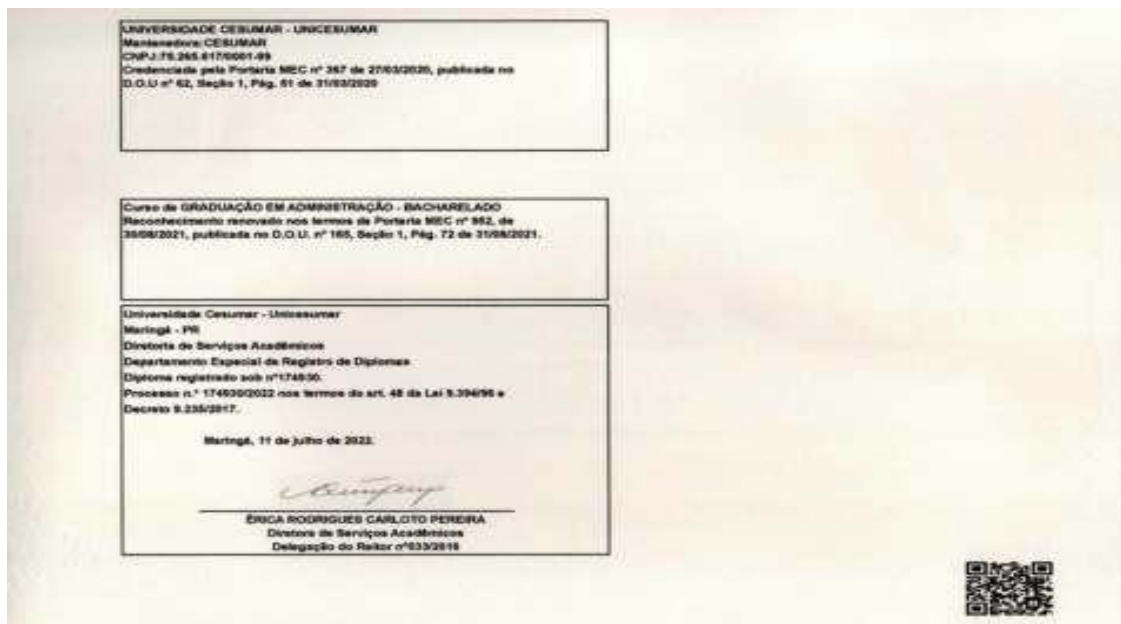 UNIVERSIDADE CESUMAR - UNICESUMAR
Mantenedora: CESUMAR
CNPJ:79.265.617/0001-99
Credenciada pela Portaria MEC nº 367 de 27/03/2020, publicada no
D.O.U nº 62, Seção 1, Pág. 51 de 31/03/2020
Curso de GRADUAÇÃO EM ADMINISTRAÇÃO - BACHARELADO
Reconhecimento renovado nos termos da Portaria MEC nº 952, de
30/08/2021, publicada no D.O.U. nº 165, Seção 1, Pág. 72 de 31/08/2021.
Universidade Cesumar - Unicesumar
Maringá - PR
Diretoria de Serviços Acadêmicos
Departamento Especial de Registro de Diplomas
Diploma registrado sob nº174930.
Processo n.º 174930/2022 nos termos do art. 48 da Lei 9.394/96 e
Decreto 9.235/2017.
Maringá, 11 de julho de 2022.
ÉRICA RODRIGUES CARLOTO PEREIRA
Diretora de Serviços Acadêmicos
Delegação do Reitor nº033/2016